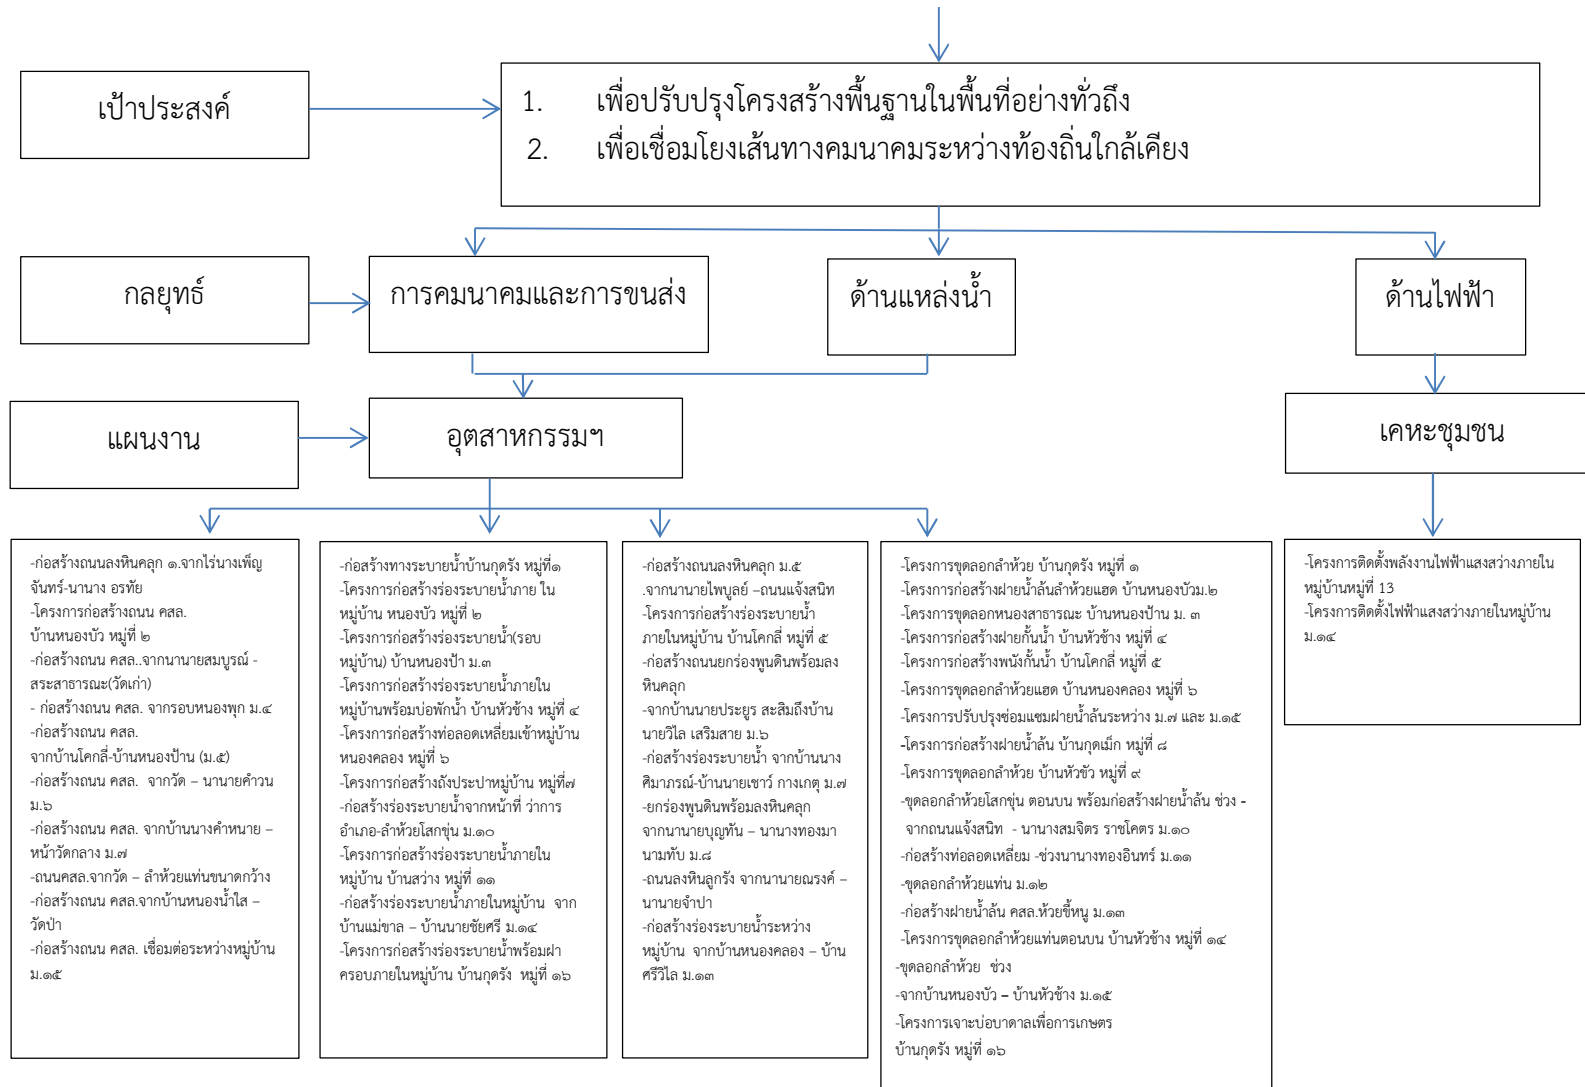 เป้าประสงค์
1. เพื่อปรับปรุงโครงสร้างพื้นฐานในพื้นที่อย่างทั่วถึง
2. เพื่อเชื่อมโยงเส้นทางคมนาคมระหว่างท้องถิ่นใกล้เคียง
กลยุทธ์
การคมนาคมและการขนส่ง
ด้านแหล่งน้ำ
ด้านไฟฟ้า
แผนงาน
อุตสาหกรรมฯ
เคหะชุมชน
-ก่อสร้างถนนลงหินคลุก ๑.จากไร่นางเพ็ญ
จันทร์-นานาง อรทัย
-โครงการก่อสร้างถนน คสล.
บ้านหนองบัว หมู่ที่ ๒
-ก่อสร้างถนน คสล..จากนานายสมบูรณ์ -
สระสาธารณะ(วัดเก่า)
- ก่อสร้างถนน คสล. จากรอบหนองพุก ม.๔
-ก่อสร้างถนน คสล.
จากบ้านโคกลี่-บ้านหนองป้าน (ม.๕)
-ก่อสร้างถนน คสล. จากวัด – นานายคำวน
ม.๖
-ก่อสร้างถนน คสล. จากบ้านนางคำหนาย –
หน้าวัดกลาง ม.๗
-ถนนคสล.จากวัด – ลำห้วยแท่นขนาดกว้าง
-ก่อสร้างถนน คสล.จากบ้านหนองน้ำใส –
วัดป่า
-ก่อสร้างถนน คสล. เชื่อมต่อระหว่างหมู่บ้าน
ม.๑๕
-ก่อสร้างทางระบายน้ำบ้านกุดรัง หมู่ที่๑
-โครงการก่อสร้างร่องระบายน้ำภาย ใน
หมู่บ้าน หนองบัว หมู่ที่ ๒
-โครงการก่อสร้างร่องระบายน้ำ(รอบ
หมู่บ้าน) บ้านหนองป้า ม.๓
-โครงการก่อสร้างร่องระบายน้ำภายใน
หมู่บ้านพร้อมบ่อพักน้ำ บ้านหัวช้าง หมู่ที่ ๔
-โครงการก่อสร้างท่อลอดเหลี่ยมเข้าหมู่บ้าน
หนองคลอง หมู่ที่ ๖
-โครงการก่อสร้างถังประปาหมู่บ้าน หมู่ที่๗
-ก่อสร้างร่องระบายน้ำจากหน้าที่ ว่าการ
อำเภอ-ลำห้วยโสกขุ่น ม.๑๐
-โครงการก่อสร้างร่องระบายน้ำภายใน
หมู่บ้าน บ้านสว่าง หมู่ที่ ๑๑
-ก่อสร้างร่องระบายน้ำภายในหมู่บ้าน จาก
บ้านแม่ขาล – บ้านนายชัยศรี ม.๑๔
-โครงการก่อสร้างร่องระบายน้ำพร้อมฝา
ครอบภายในหมู่บ้าน บ้านกุดรัง หมู่ที่ ๑๖
-ก่อสร้างถนนลงหินคลุก ม.๕
.จากนานายไพบูลย์ –ถนนแจ้งสนิท
-โครงการก่อสร้างร่องระบายน้ำ
ภายในหมู่บ้าน บ้านโคกลี่ หมู่ที่ ๕
-ก่อสร้างถนนยกร่องพูนดินพร้อมลง
หินคลุก
-จากบ้านนายประยูร สะสิมถึงบ้าน
นายวิไล เสริมสาย ม.๖
-ก่อสร้างร่องระบายน้ำ จากบ้านนาง
ศิมาภรณ์-บ้านนายเชาว์ กางเกตุ ม.๗
-ยกร่องพูนดินพร้อมลงหินคลุก
จากนานายบุญทัน – นานางทองมา
นามทับ ม.๘
-ถนนลงหินลูกรัง จากนานายณรงค์ –
นานายจำปา
-ก่อสร้างร่องระบายน้ำระหว่าง
หมู่บ้าน จากบ้านหนองคลอง – บ้าน
ศรีวิไล ม.๑๓
-โครงการขุดลอกลำห้วย บ้านกุดรัง หมู่ที่ ๑
-โครงการก่อสร้างฝายน้ำล้นลำห้วยแฮด บ้านหนองบัวม.๒
-โครงการขุดลอกหนองสาธารณะ บ้านหนองป้าน ม. ๓
-โครงการก่อสร้างฝายกั้นน้ำ บ้านหัวช้าง หมู่ที่ ๔
-โครงการก่อสร้างพนังกั้นน้ำ บ้านโคกลี่ หมู่ที่ ๕
-โครงการขุดลอกลำห้วยแฮด บ้านหนองคลอง หมู่ที่ ๖
-โครงการปรับปรุงซ่อมแซมฝายน้ำล้นระหว่าง ม.๗ และ ม.๑๕
-โครงการก่อสร้างฝายน้ำล้น บ้านกุดเม็ก หมู่ที่ ๘
-โครงการขุดลอกลำห้วย บ้านหัวขัว หมู่ที่ ๙
-ขุดลอกลำห้วยโสกขุ่น ตอนบน พร้อมก่อสร้างฝายน้ำล้น ช่วง -
จากถนนแจ้งสนิท - นานางสมจิตร ราชโคตร ม.๑๐
-ก่อสร้างท่อลอดเหลี่ยม -ช่วงนานางทองอินทร์ ม.๑๑
-ขุดลอกลำห้วยแท่น ม.๑๒
-ก่อสร้างฝายน้ำล้น คสล.ห้วยขี้หนู ม.๑๓
-โครงการขุดลอกลำห้วยแท่นตอนบน บ้านหัวช้าง หมู่ที่ ๑๔
-ขุดลอกลำห้วย ช่วง
-จากบ้านหนองบัว – บ้านหัวช้าง ม.๑๕
-โครงการเจาะบ่อบาดาลเพื่อการเกษตร
บ้านกุดรัง หมู่ที่ ๑๖
-โครงการติดตั้งพลังงานไฟฟ้าแสงสว่างภายใน
หมู่บ้านหมู่ที่ 13
-โครงการติดตั้งไฟฟ้าแสงสว่างภายในหมู่บ้าน
ม.๑๔